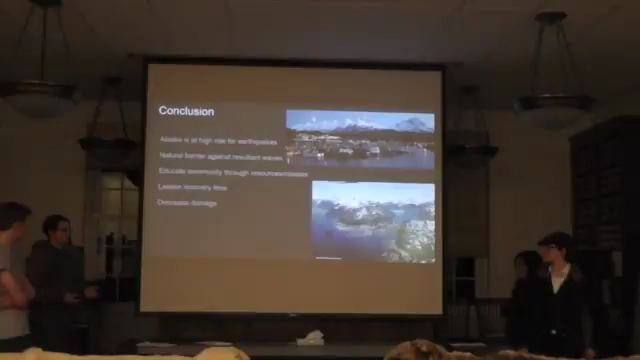 Conclusion
Alaska is at high risk for earthquakes
Natural barrier against resultant waves
Educate community through resources/classes
Lessen recovery time
Decrease damage